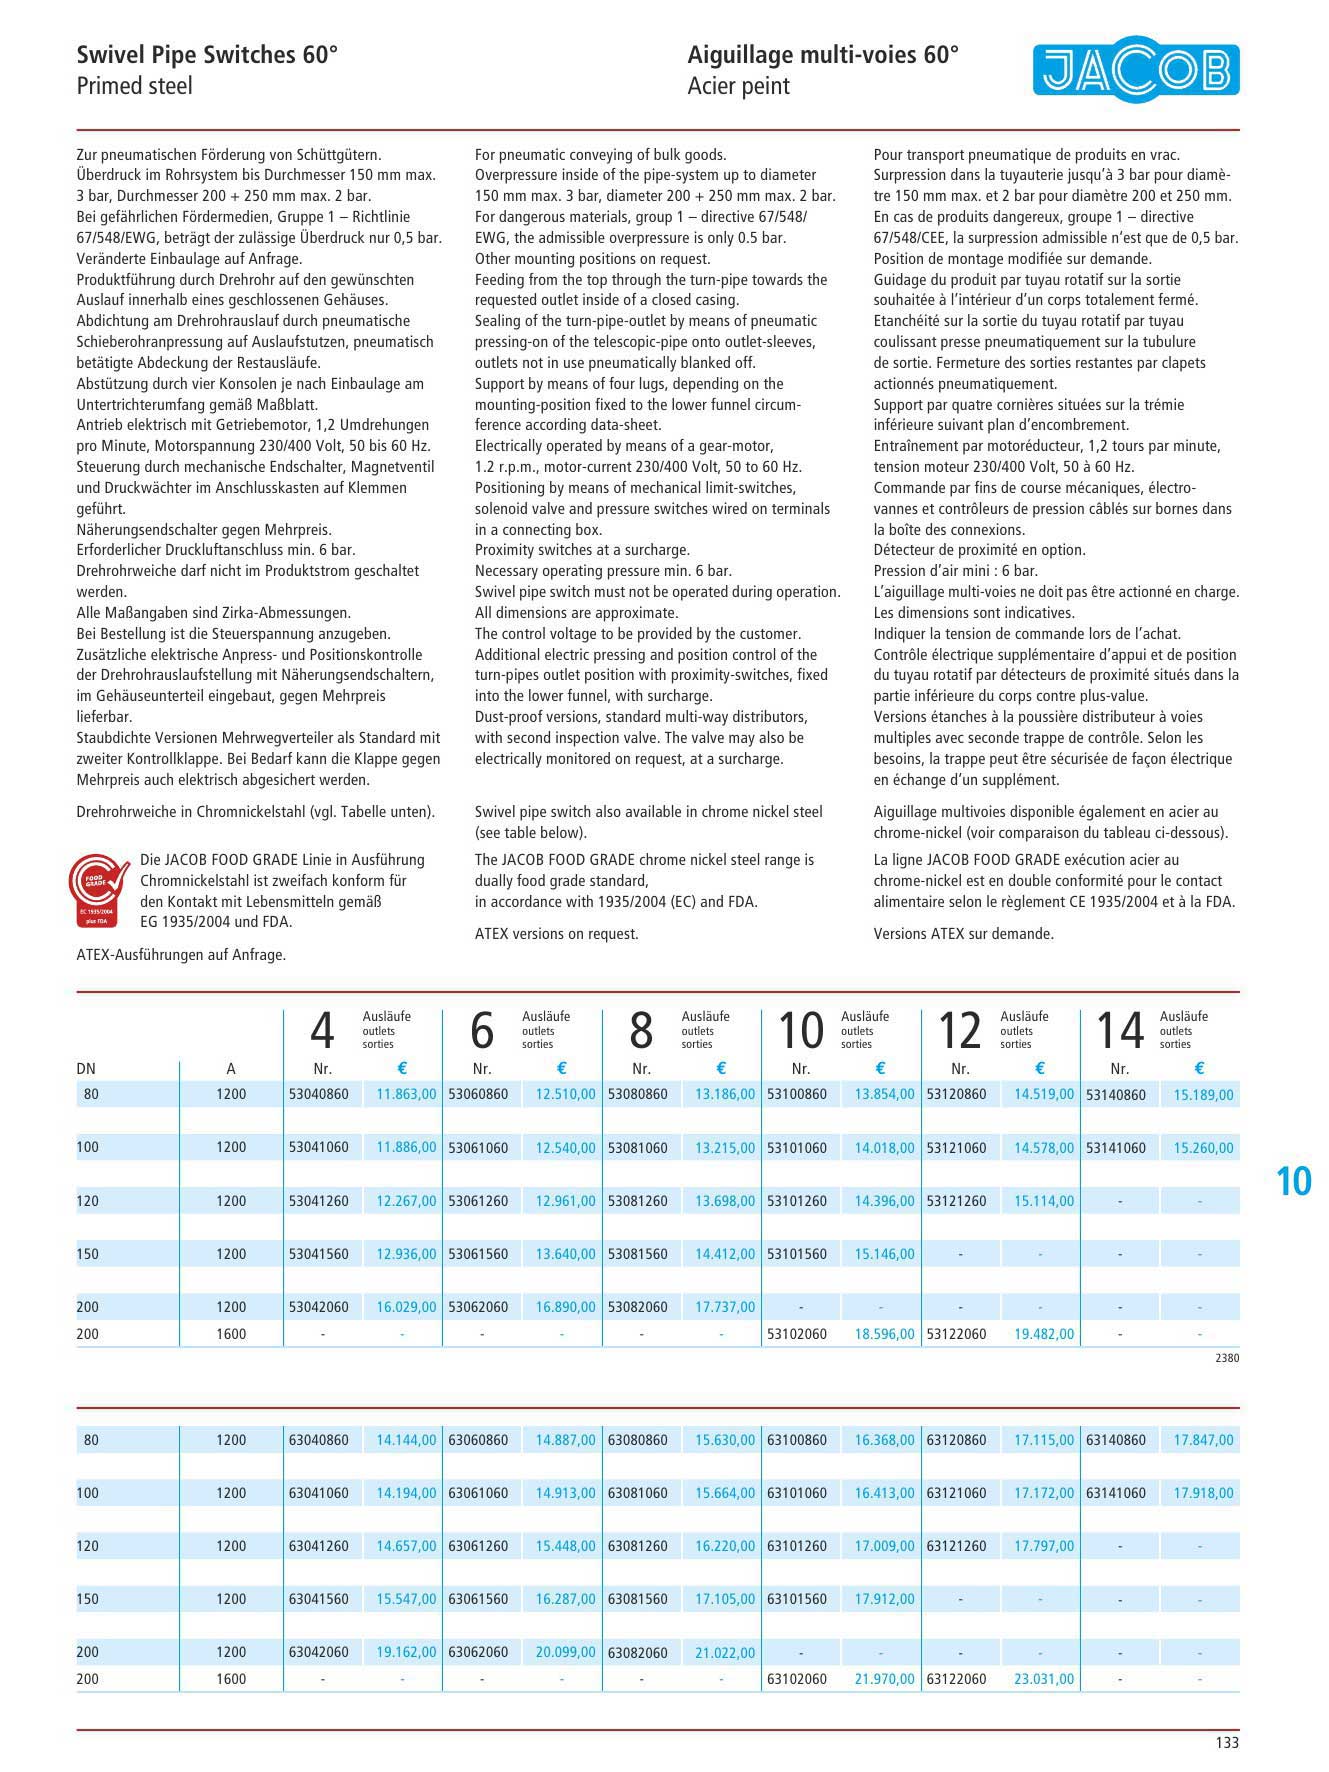 Swivel Pipe Switches 60°
Primed steel
Aiguillage multi-voies 60°
Acier peint
JACOB
Zur pneumatischen Förderung von Schüttgütern.
Überdruck im Rohrsystem bis Durchmesser 150 mm max.
3 bar, Durchmesser 200 + 250 mm max. 2 bar.
Bei gefährlichen Fördermedien, Gruppe 1 – Richtlinie
67/548/EWG, beträgt der zulässige Überdruck nur 0,5 bar.
Veränderte Einbaulage auf Anfrage.
Produktführung durch Drehrohr auf den gewünschten
Auslauf innerhalb eines geschlossenen Gehäuses.
Abdichtung am Drehrohrauslauf durch pneumatische
Schieberohranpressung auf Auslaufstutzen, pneumatisch
betätigte Abdeckung der Restausläufe.
Abstützung durch vier Konsolen je nach Einbaulage am
Untertrichterumfang gemäß Maßblatt.
Antrieb elektrisch mit Getriebemotor, 1,2 Umdrehungen
pro Minute, Motorspannung 230/400 Volt, 50 bis 60 Hz.
Steuerung durch mechanische Endschalter, Magnetventil
und Druckwächter im Anschlusskasten auf Klemmen
geführt.
Näherungsendschalter gegen Mehrpreis.
Erforderlicher Druckluftanschluss min. 6 bar.
Drehrohrweiche darf nicht im Produktstrom geschaltet
werden.
Alle Maßangaben sind Zirka-Abmessungen.
Bei Bestellung ist die Steuerspannung anzugeben.
Zusätzliche elektrische Anpress- und Positionskontrolle
der Drehrohrauslaufstellung mit Näherungsendschaltern,
im Gehäuseunterteil eingebaut, gegen Mehrpreis
lieferbar.
Staubdichte Versionen Mehrwegverteiler als Standard mit
zweiter Kontrollklappe. Bei Bedarf kann die Klappe gegen
Mehrpreis auch elektrisch abgesichert werden.
Drehrohrweiche in Chromnickelstahl (vgl. Tabelle unten).
FOOD
GRADE
EC 1935/2004
plus FDA
Die JACOB FOOD GRADE Linie in Ausführung
Chromnickelstahl ist zweifach konform für
den Kontakt mit Lebensmitteln gemäß
EG 1935/2004 und FDA.
ATEX-Ausführungen auf Anfrage.
For pneumatic conveying of bulk goods.
Overpressure inside of the pipe-system up to diameter
150 mm max. 3 bar, diameter 200 + 250 mm max. 2 bar.
For dangerous materials, group 1 – directive 67/548/
EWG, the admissible overpressure is only 0.5 bar.
Other mounting positions on request.
Feeding from the top through the turn-pipe towards the
requested outlet inside of a closed casing.
Sealing of the turn-pipe-outlet by means of pneumatic
pressing-on of the telescopic-pipe onto outlet-sleeves,
outlets not in use pneumatically blanked off.
Support by means of four lugs, depending on the
mounting-position fixed to the lower funnel circum-
ference according data-sheet.
Electrically operated by means of a gear-motor,
1.2 r.p.m., motor-current 230/400 Volt, 50 to 60 Hz.
Positioning by means of mechanical limit-switches,
solenoid valve and pressure switches wired on terminals
in a connecting box.
Proximity switches at a surcharge.
Necessary operating pressure min. 6 bar.
Swivel pipe switch must not be operated during operation.
All dimensions are approximate.
The control voltage to be provided by the customer.
Additional electric pressing and position control of the
turn-pipes outlet position with proximity-switches, fixed
into the lower funnel, with surcharge.
Dust-proof versions, standard multi-way distributors,
with second inspection valve. The valve may also be
electrically monitored on request, at a surcharge.
Swivel pipe switch also available in chrome nickel steel
(see table below).
The JACOB FOOD GRADE chrome nickel steel range is
dually food grade standard,
in accordance with 1935/2004 (EC) and FDA.
ATEX versions on request.
Pour transport pneumatique de produits en vrac.
Surpression dans la tuyauterie jusqu'à 3 bar pour diamè-
tre 150 mm max. et 2 bar pour diamètre 200 et 250 mm.
En cas de produits dangereux, groupe 1 – directive
67/548/CEE, la surpression admissible n'est que de 0,5 bar.
Position de montage modifiée sur demande.
Guidage du produit par tuyau rotatif sur la sortie
souhaitée à l'intérieur d'un corps totalement fermé.
Etanchéité sur la sortie du tuyau rotatif par tuyau
coulissant presse pneumatiquement sur la tubulure
de sortie. Fermeture des sorties restantes par clapets
actionnés pneumatiquement.
Support par quatre cornières situées sur la trémie
inférieure suivant plan d'encombrement.
Entraînement par motoréducteur, 1,2 tours par minute,
tension moteur 230/400 Volt, 50 à 60 Hz.
Commande par fins de course mécaniques, électro-
vannes et contrôleurs de pression câblés sur bornes dans
la boîte des connexions.
Détecteur de proximité en option.
Pression d'air mini : 6 bar.
L'aiguillage multi-voies ne doit pas être actionné en charge.
Les dimensions sont indicatives.
Indiquer la tension de commande lors de l'achat.
Contrôle électrique supplémentaire d'appui et de position
du tuyau rotatif par détecteurs de proximité situés dans la
partie inférieure du corps contre plus-value.
Versions étanches à la poussière distributeur à voies
multiples avec seconde trappe de contrôle. Selon les
besoins, la trappe peut être sécurisée de façon électrique
en échange d'un supplément.
Aiguillage multivoies disponible également en acier au
chrome-nickel (voir comparaison du tableau ci-dessous).
La ligne JACOB FOOD GRADE exécution acier au
chrome-nickel est en double conformité pour le contact
alimentaire selon le règlement CE 1935/2004 et à la FDA.
Versions ATEX sur demande.
4 Ausläufe outlets sorties 6 Ausläufe outlets sorties 8 Ausläufe outlets sorties 10 Ausläufe outlets sorties 12 Ausläufe outlets sorties 14 Ausläufe outlets sorties
DN A Nr. € Nr. € Nr. € Nr. € Nr. € Nr. €
80 1200 53040860 11.863,00 53060860 12.510,00 53080860 13.186,00 53100860 13.854,00 53120860 14.519,00 53140860 15.189,00
100 1200 53041060 11.886,00 53061060 12.540,00 53081060 13.215,00 53101060 14.018,00 53121060 14.578,00 53141060 15.260,00
120 1200 53041260 12.267,00 53061260 12.961,00 53081260 13.698,00 53101260 14.396,00 53121260 15.114,00 - -
150 1200 53041560 12.936,00 53061560 13.640,00 53081560 14.412,00 53101560 15.146,00 - - - -
200 1200 53042060 16.029,00 53062060 16.890,00 53082060 17.737,00 - - - - - -
200 1600 - - - - - - 53102060 18.596,00 53122060 19.482,00 - -
2380
10
80 1200 63040860 14.144,00 63060860 14.887,00 63080860 15.630,00 63100860 16.368,00 63120860 17.115,00 63140860 17.847,00
100 1200 63041060 14.194,00 63061060 14.913,00 63081060 15.664,00 63101060 16.413,00 63121060 17.172,00 63141060 17.918,00
120 1200 63041260 14.657,00 63061260 15.448,00 63081260 16.220,00 63101260 17.009,00 63121260 17.797,00 - -
150 1200 63041560 15.547,00 63061560 16.287,00 63081560 17.105,00 63101560 17.912,00 - - - -
200 1200 63042060 19.162,00 63062060 20.099,00 63082060 21.022,00 - - - - - -
200 1600 - - - - - - 63102060 21.970,00 63122060 23.031,00 - -
133